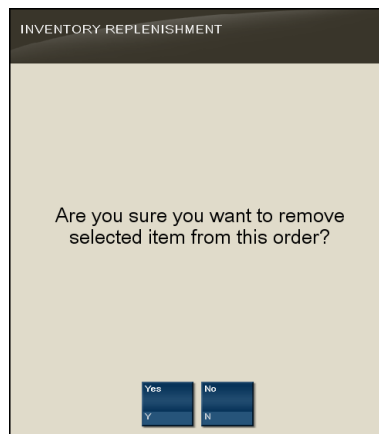 INVENTORY REPLENISHMENT
Are you sure you want to remove
selected item from this order?
Yes No
Y N